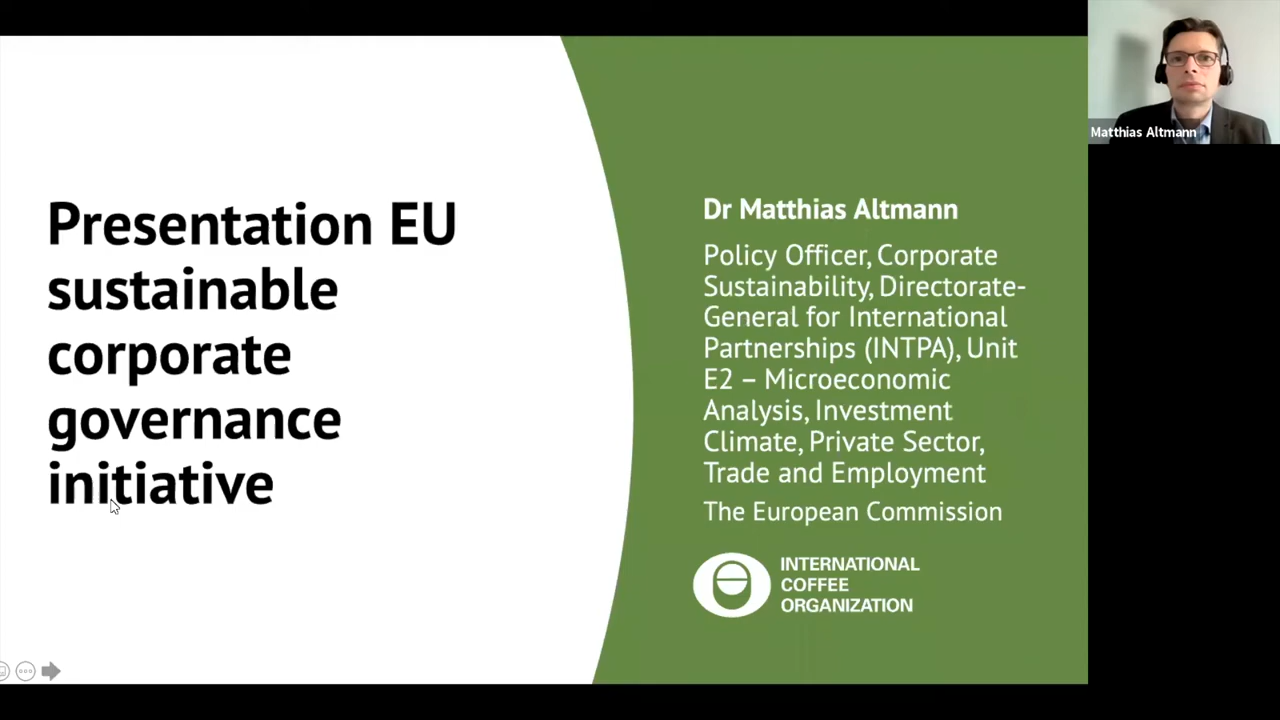 Presentation EU
sustainable
corporate
governance
initiative
Dr Matthias Altmann
Policy Officer, Corporate
Sustainability, Directorate-
General for International
Partnerships (INTPA), Unit
E2 – Microeconomic
Analysis, Investment
Climate, Private Sector,
Trade and Employment
The European Commission
INTERNATIONAL
COFFEE
ORGANIZATION
Matthias Altmann